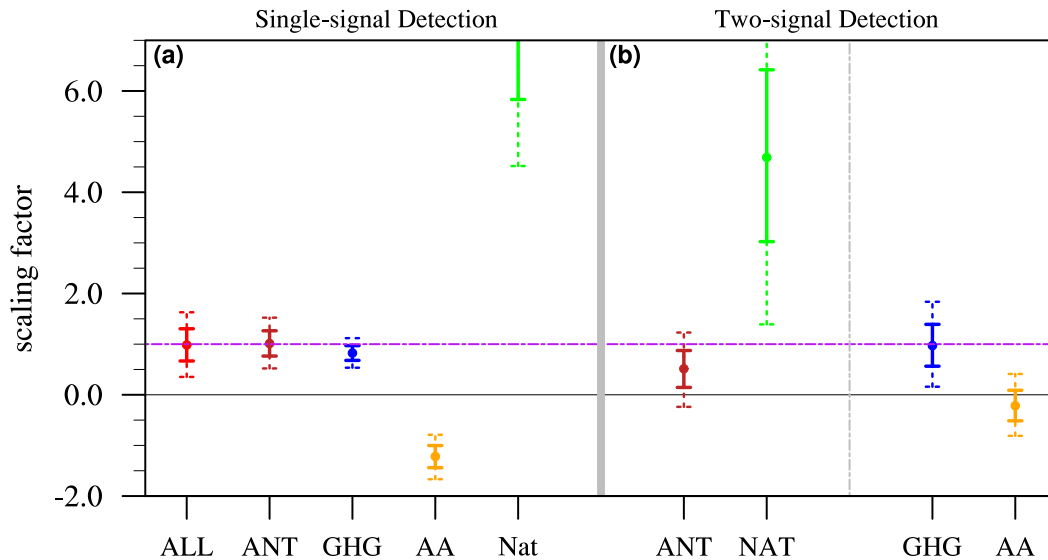 Single-signal Detection
Two-signal Detection
(a)
(b)
6.0
4.0
2.0
0.0
-2.0
scaling factor
ALL ANT GHG AA Nat
ANT NAT GHG AA